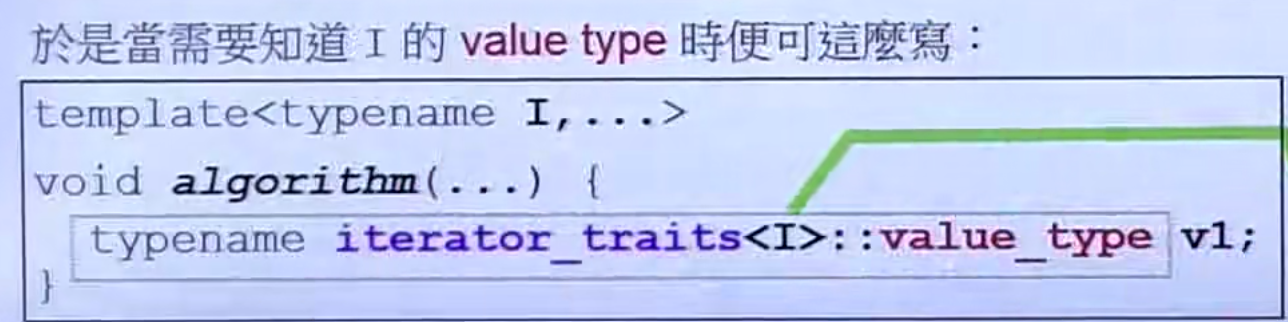 於是當需要知道 I 的 value type 時便可這麼寫：
template<typename I,...>
void algorithm(...) {
typename iterator_traits<I>::value_type v1;
}